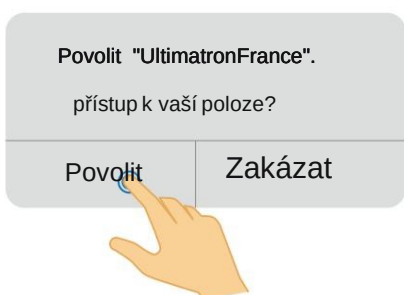 Povolit "UltimatronFrance".
přístup k vaší poloze?
Povolit Zakázat